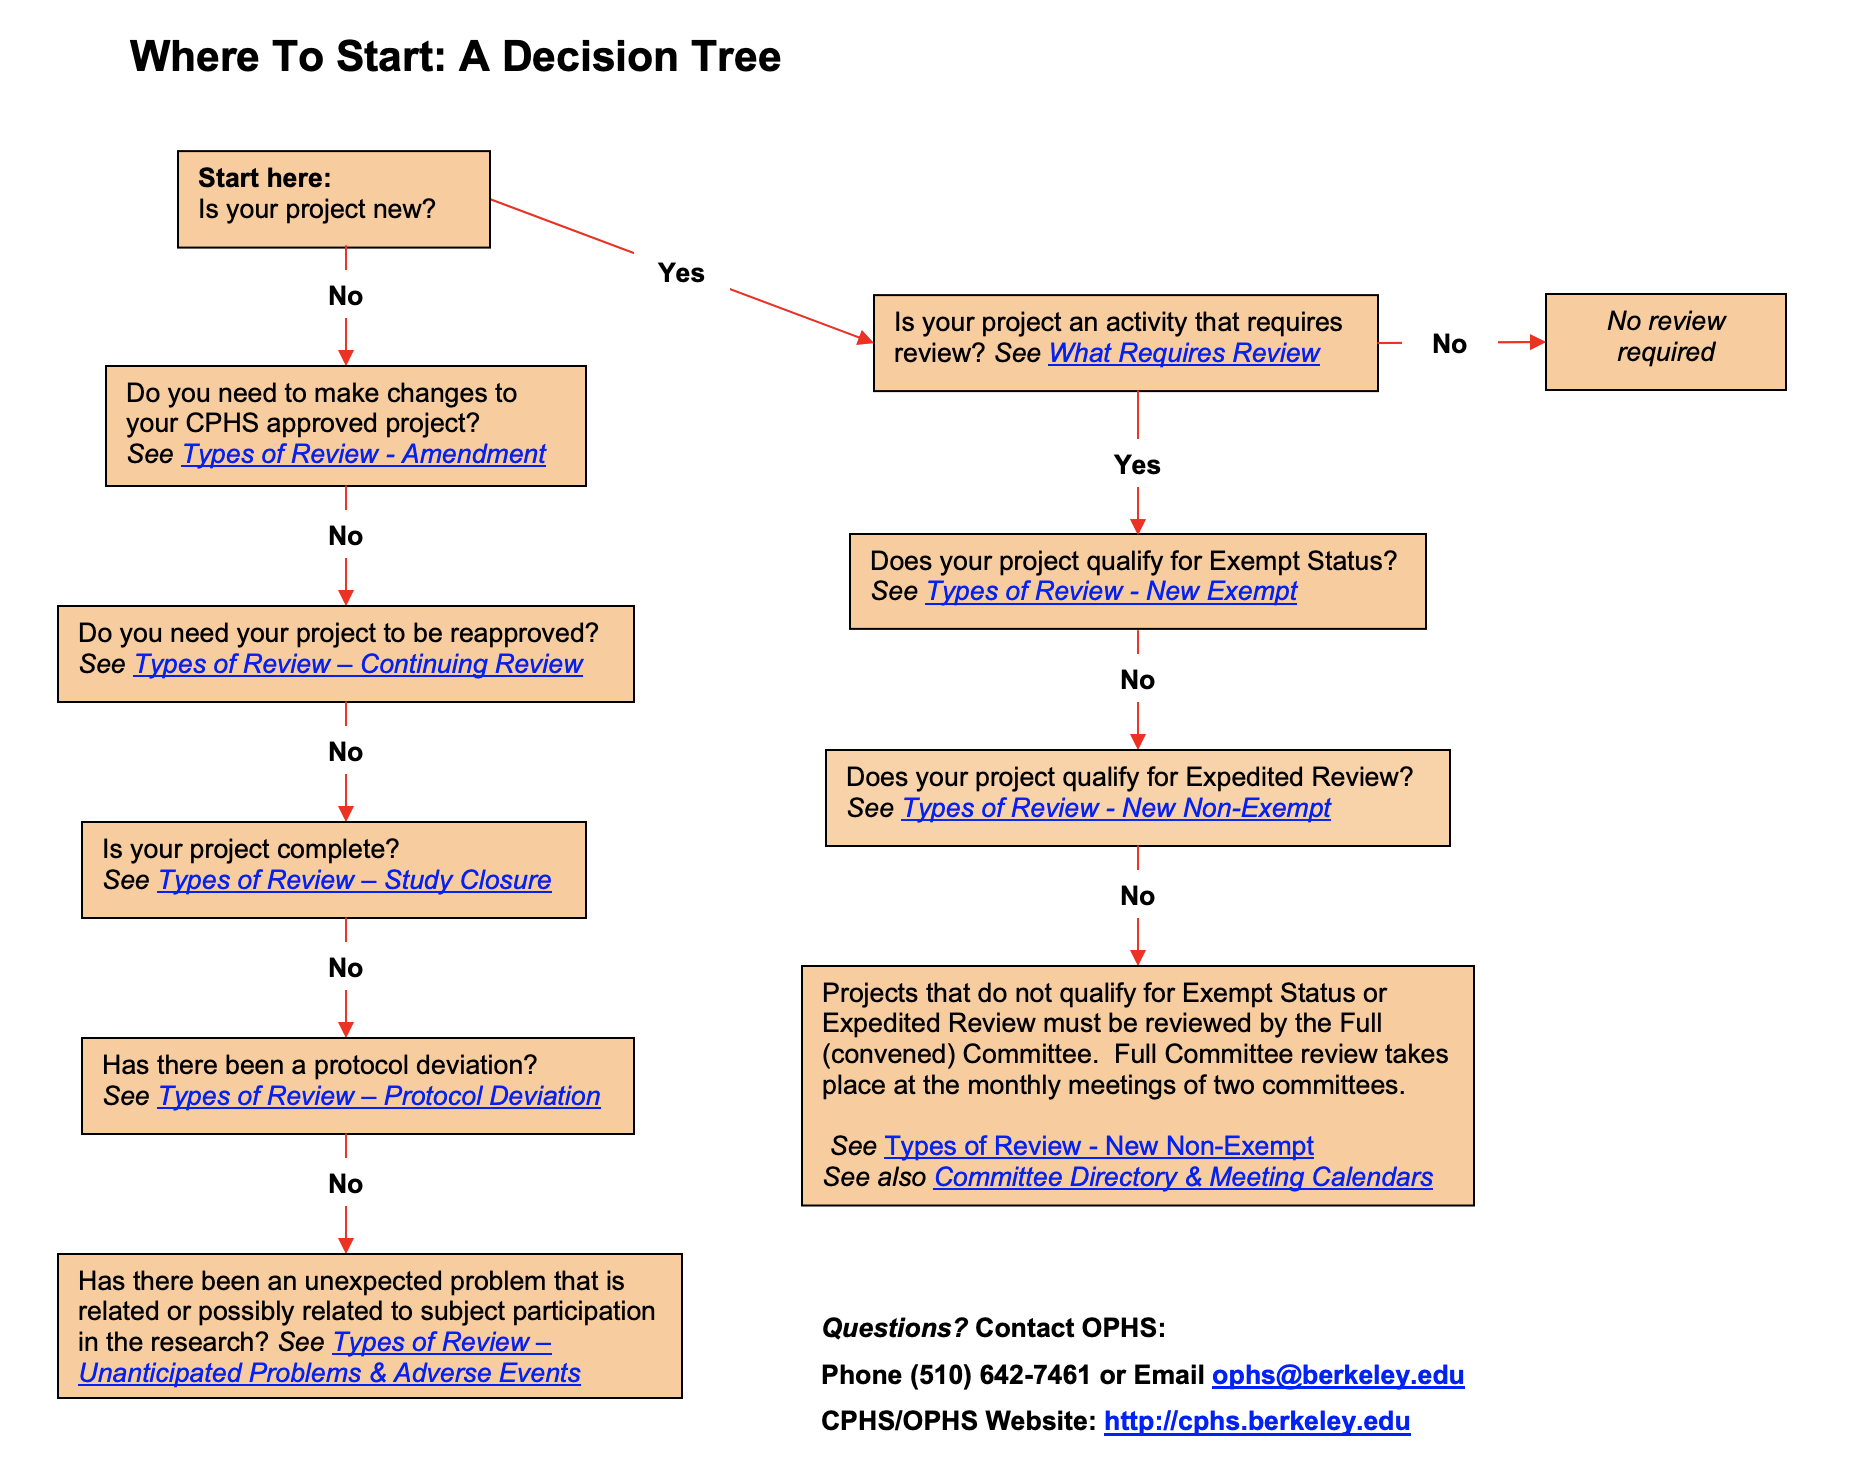 Where To Start: A Decision Tree
Start here:
Is your project new?
Yes
No
Is your project an activity that requires
review? See What Requires Review
No
No review
required
Do you need to make changes to
your CPHS approved project?
See Types of Review - Amendment
Yes
No
Does your project qualify for Exempt Status?
See Types of Review - New Exempt
Do you need your project to be reapproved?
See Types of Review – Continuing Review
No
No
Does your project qualify for Expedited Review?
See Types of Review - New Non-Exempt
Is your project complete?
See Types of Review – Study Closure
No
No
Projects that do not qualify for Exempt Status or
Expedited Review must be reviewed by the Full
(convened) Committee.  Full Committee review takes
place at the monthly meetings of two committees.
See Types of Review - New Non-Exempt
See also Committee Directory & Meeting Calendars
Has there been a protocol deviation?
See Types of Review – Protocol Deviation
No
Has there been an unexpected problem that is
related or possibly related to subject participation
in the research? See Types of Review –
Unanticipated Problems & Adverse Events
Questions? Contact OPHS:
Phone (510) 642-7461 or Email ophs@berkeley.edu
CPHS/OPHS Website: http://cphs.berkeley.edu